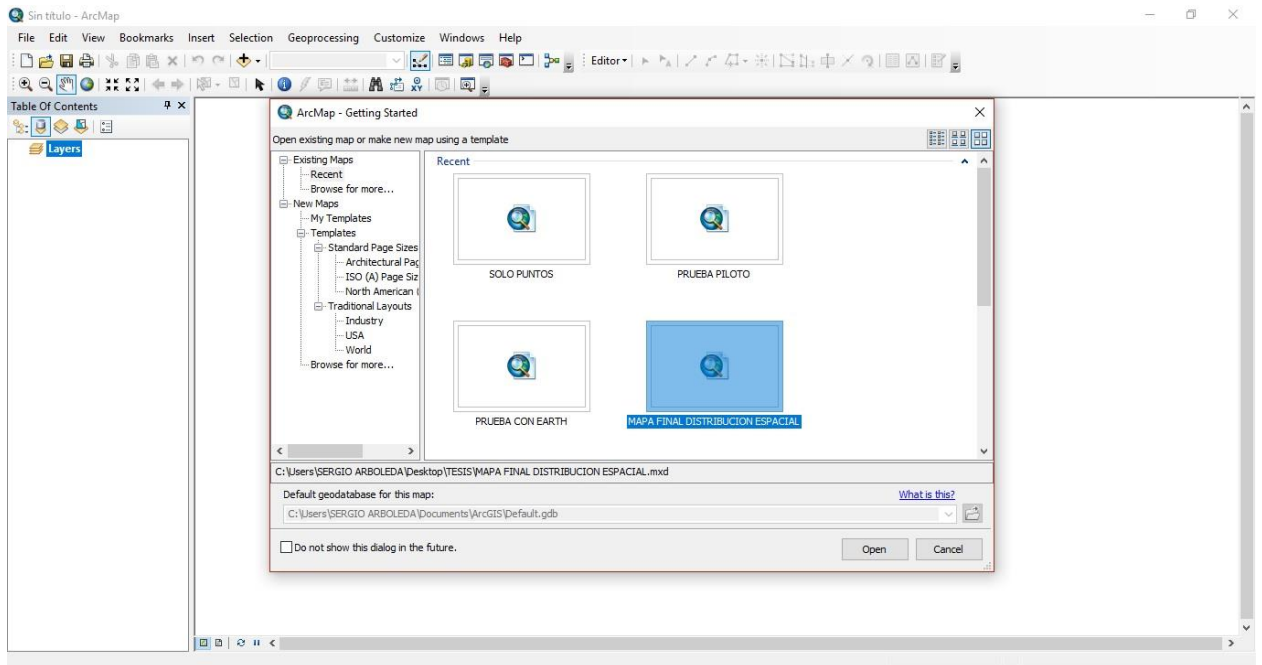 Sin título - ArcMap
File Edit View Bookmarks Insert Selection Geoprocessing Customize Windows Help
Editor
Table Of Contents
Layers
ArcMap - Getting Started
Open existing map or make new map using a template
Existing Maps
Recent
Browse for more...
New Maps
My Templates
Templates
Standard Page Sizes
Architectural Pag
ISO (A) Page Siz
North American (
Traditional Layouts
Industry
USA
World
Browse for more...
Recent
SOLO PUNTOS
PRUEBA PILOTO
PRUEBA CON EARTH
MAPA FINAL DISTRIBUCION ESPACIAL
C:\Users\SERGIO ARBOLEDA\Desktop\TESIS\MAPA FINAL DISTRIBUCION ESPACIAL.mxd
Default geodatabase for this map:
What is this?
C:\Users\SERGIO ARBOLEDA\Documents\ArcGIS\Default.gdb
Do not show this dialog in the future.
Open
Cancel